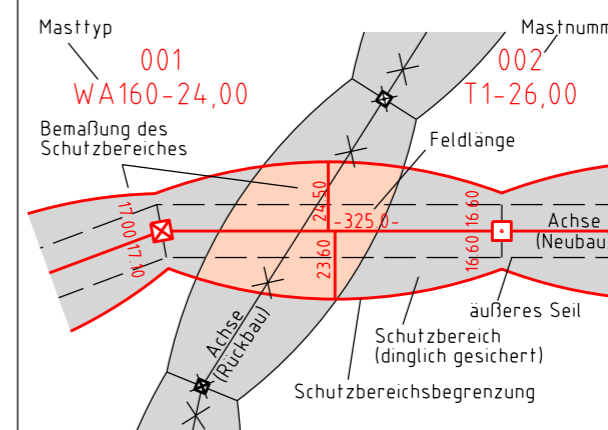 Masttyp
Mastnumm
001
002
WA160-24,00
T1-26,00
Bemaßung des
Schutzbereiches
Feldlänge
17.00
17.10
24.50
-325.0-
23.60
16.60
16.60
Achse
(Neubau
äußeres Seil
Achse
(Rückbau)
Schutzbereich
(dinglich gesichert)
Schutzbereichsbegrenzung